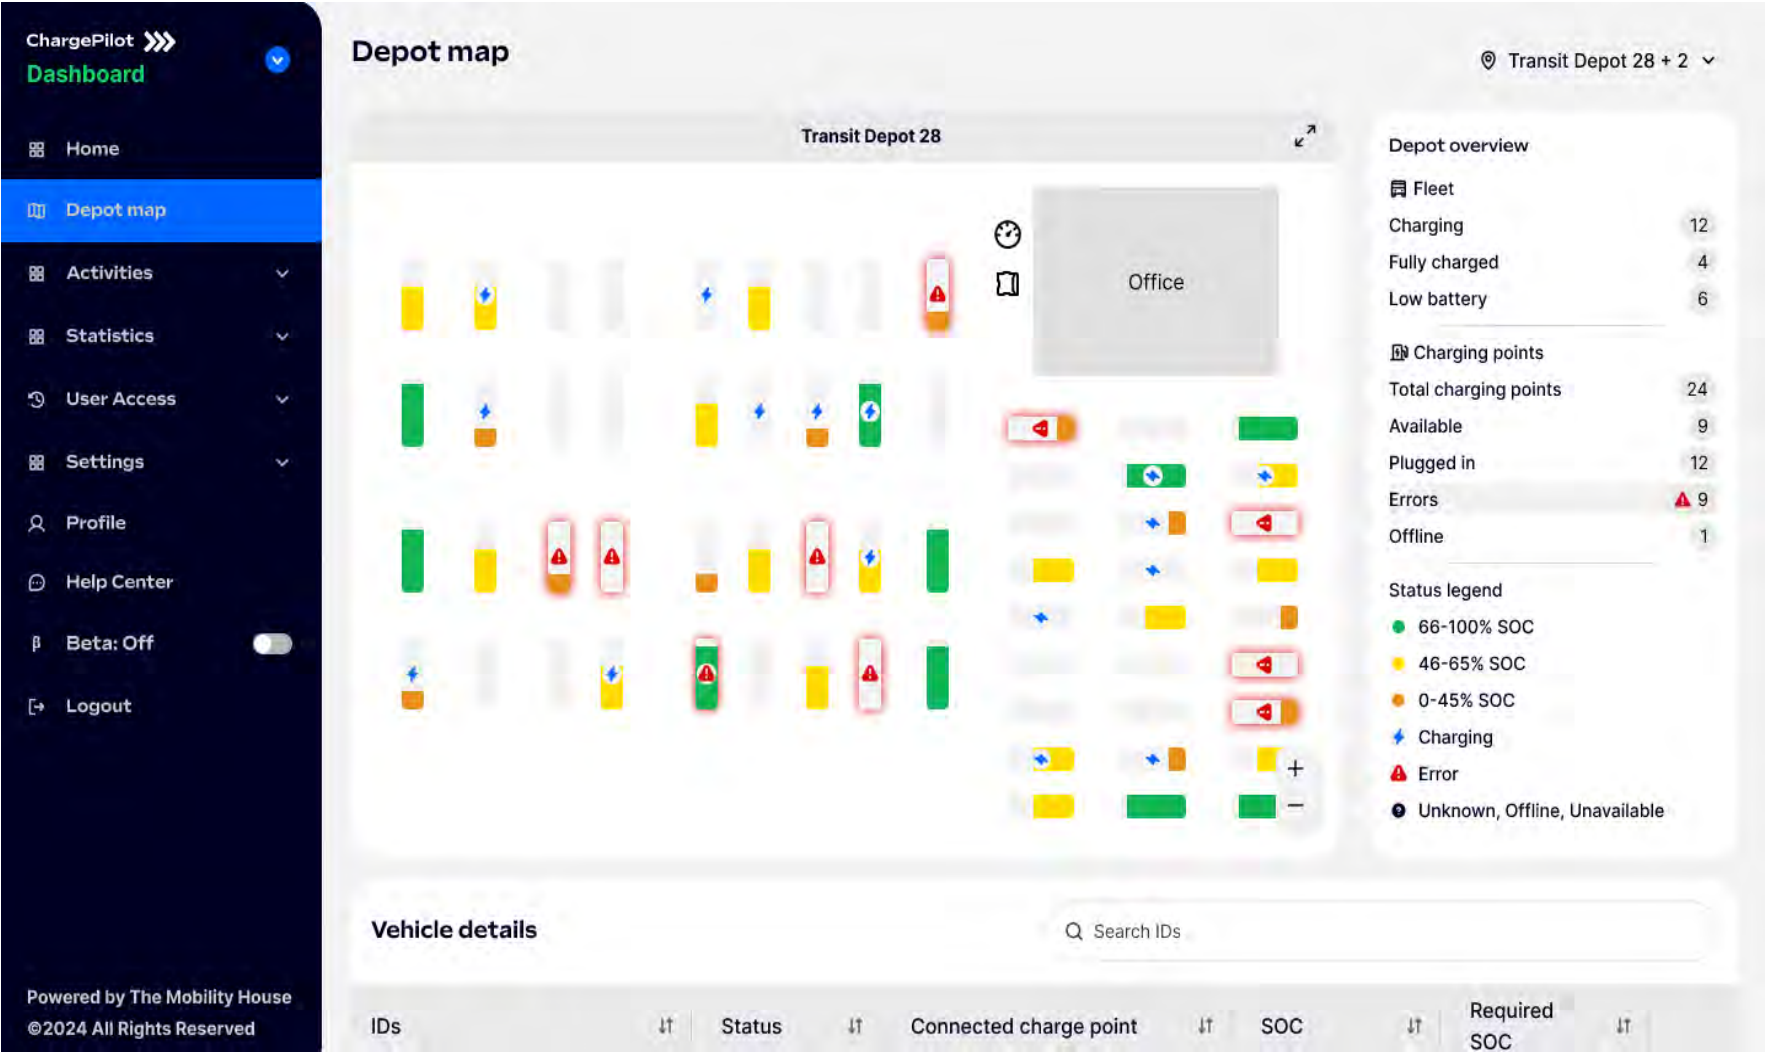 ChargePilot
Dashboard
Home
Depot map
Activities
Statistics
User Access
Settings
Profile
Help Center
β Beta: Off
Logout
Powered by The Mobility House
©2024 All Rights Reserved
Depot map
Transit Depot 28 + 2
Transit Depot 28
Office
+
−
Depot overview
Fleet
Charging 12
Fully charged 4
Low battery 6
Charging points
Total charging points 24
Available 9
Plugged in 12
Errors 9
Offline 1
Status legend
66-100% SOC
46-65% SOC
0-45% SOC
Charging
Error
Unknown, Offline, Unavailable
Vehicle details
Search IDs
IDs Status Connected charge point SOC Required
SOC